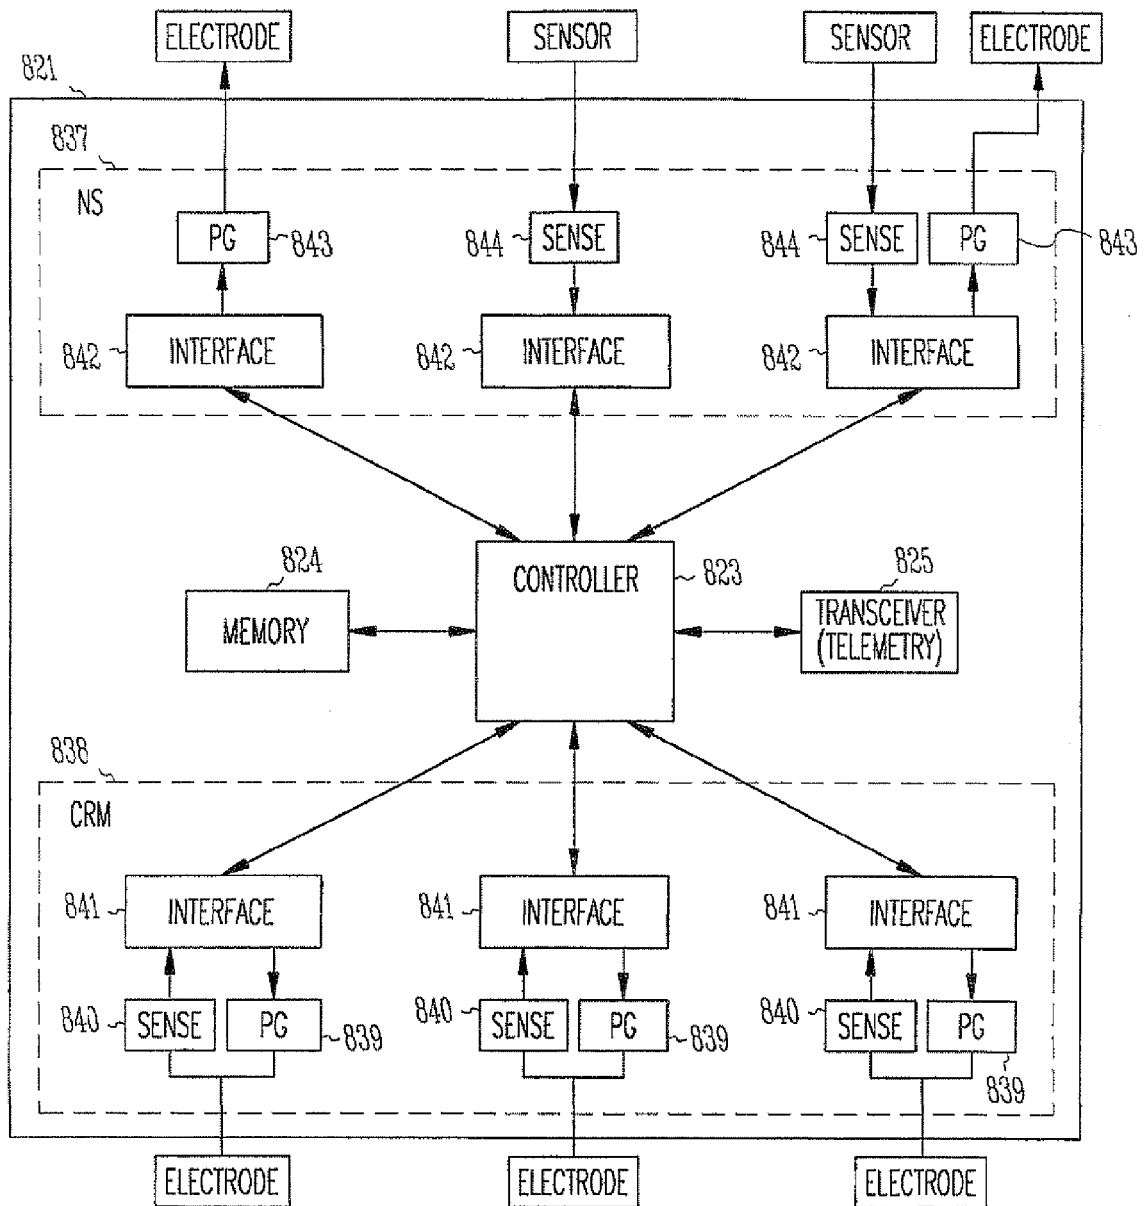 ELECTRODE
SENSOR
SENSOR
ELECTRODE
821
837
NS
PG
843
844
SENSE
844
SENSE
PG
843
842
INTERFACE
842
INTERFACE
842
INTERFACE
824
MEMORY
CONTROLLER
823
825
TRANSCEIVER
(TELEMETRY)
838
CRM
841
INTERFACE
841
INTERFACE
841
INTERFACE
840
SENSE
PG
839
840
SENSE
PG
839
840
SENSE
PG
839
ELECTRODE
ELECTRODE
ELECTRODE